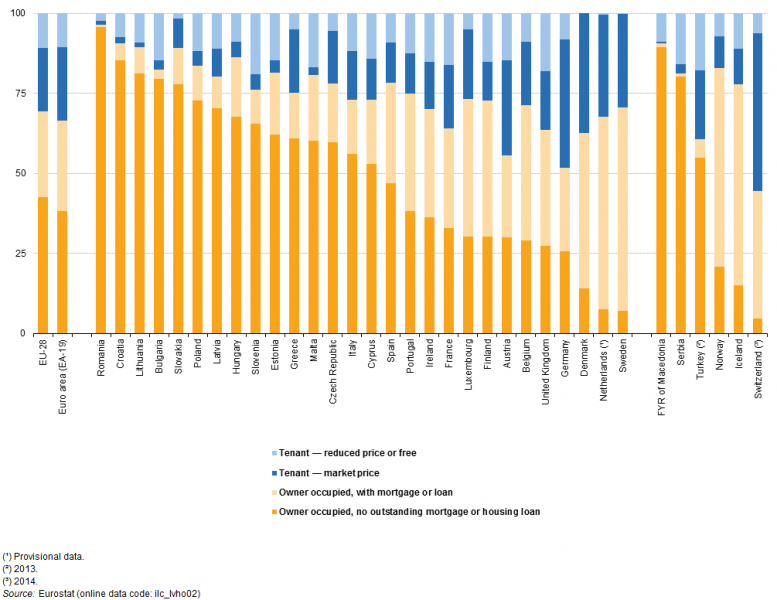 100
75
50
25
0
EU-28
Euro area (EA-19)
Romania
Croatia
Lithuania
Bulgaria
Slovakia
Poland
Latvia
Hungary
Slovenia
Estonia
Greece
Malta
Czech Republic
Italy
Cyprus
Spain
Portugal
Ireland
France
Luxembourg
Finland
Austria
Belgium
United Kingdom
Germany
Denmark
Netherlands (¹)
Sweden
FYR of Macedonia
Serbia
Turkey (²)
Norway
Iceland
Switzerland (³)
Tenant — reduced price or free
Tenant — market price
Owner occupied, with mortgage or loan
Owner occupied, no outstanding mortgage or housing loan
(¹) Provisional data.
(²) 2013.
(³) 2014.
Source: Eurostat (online data code: ilc_lvho02)